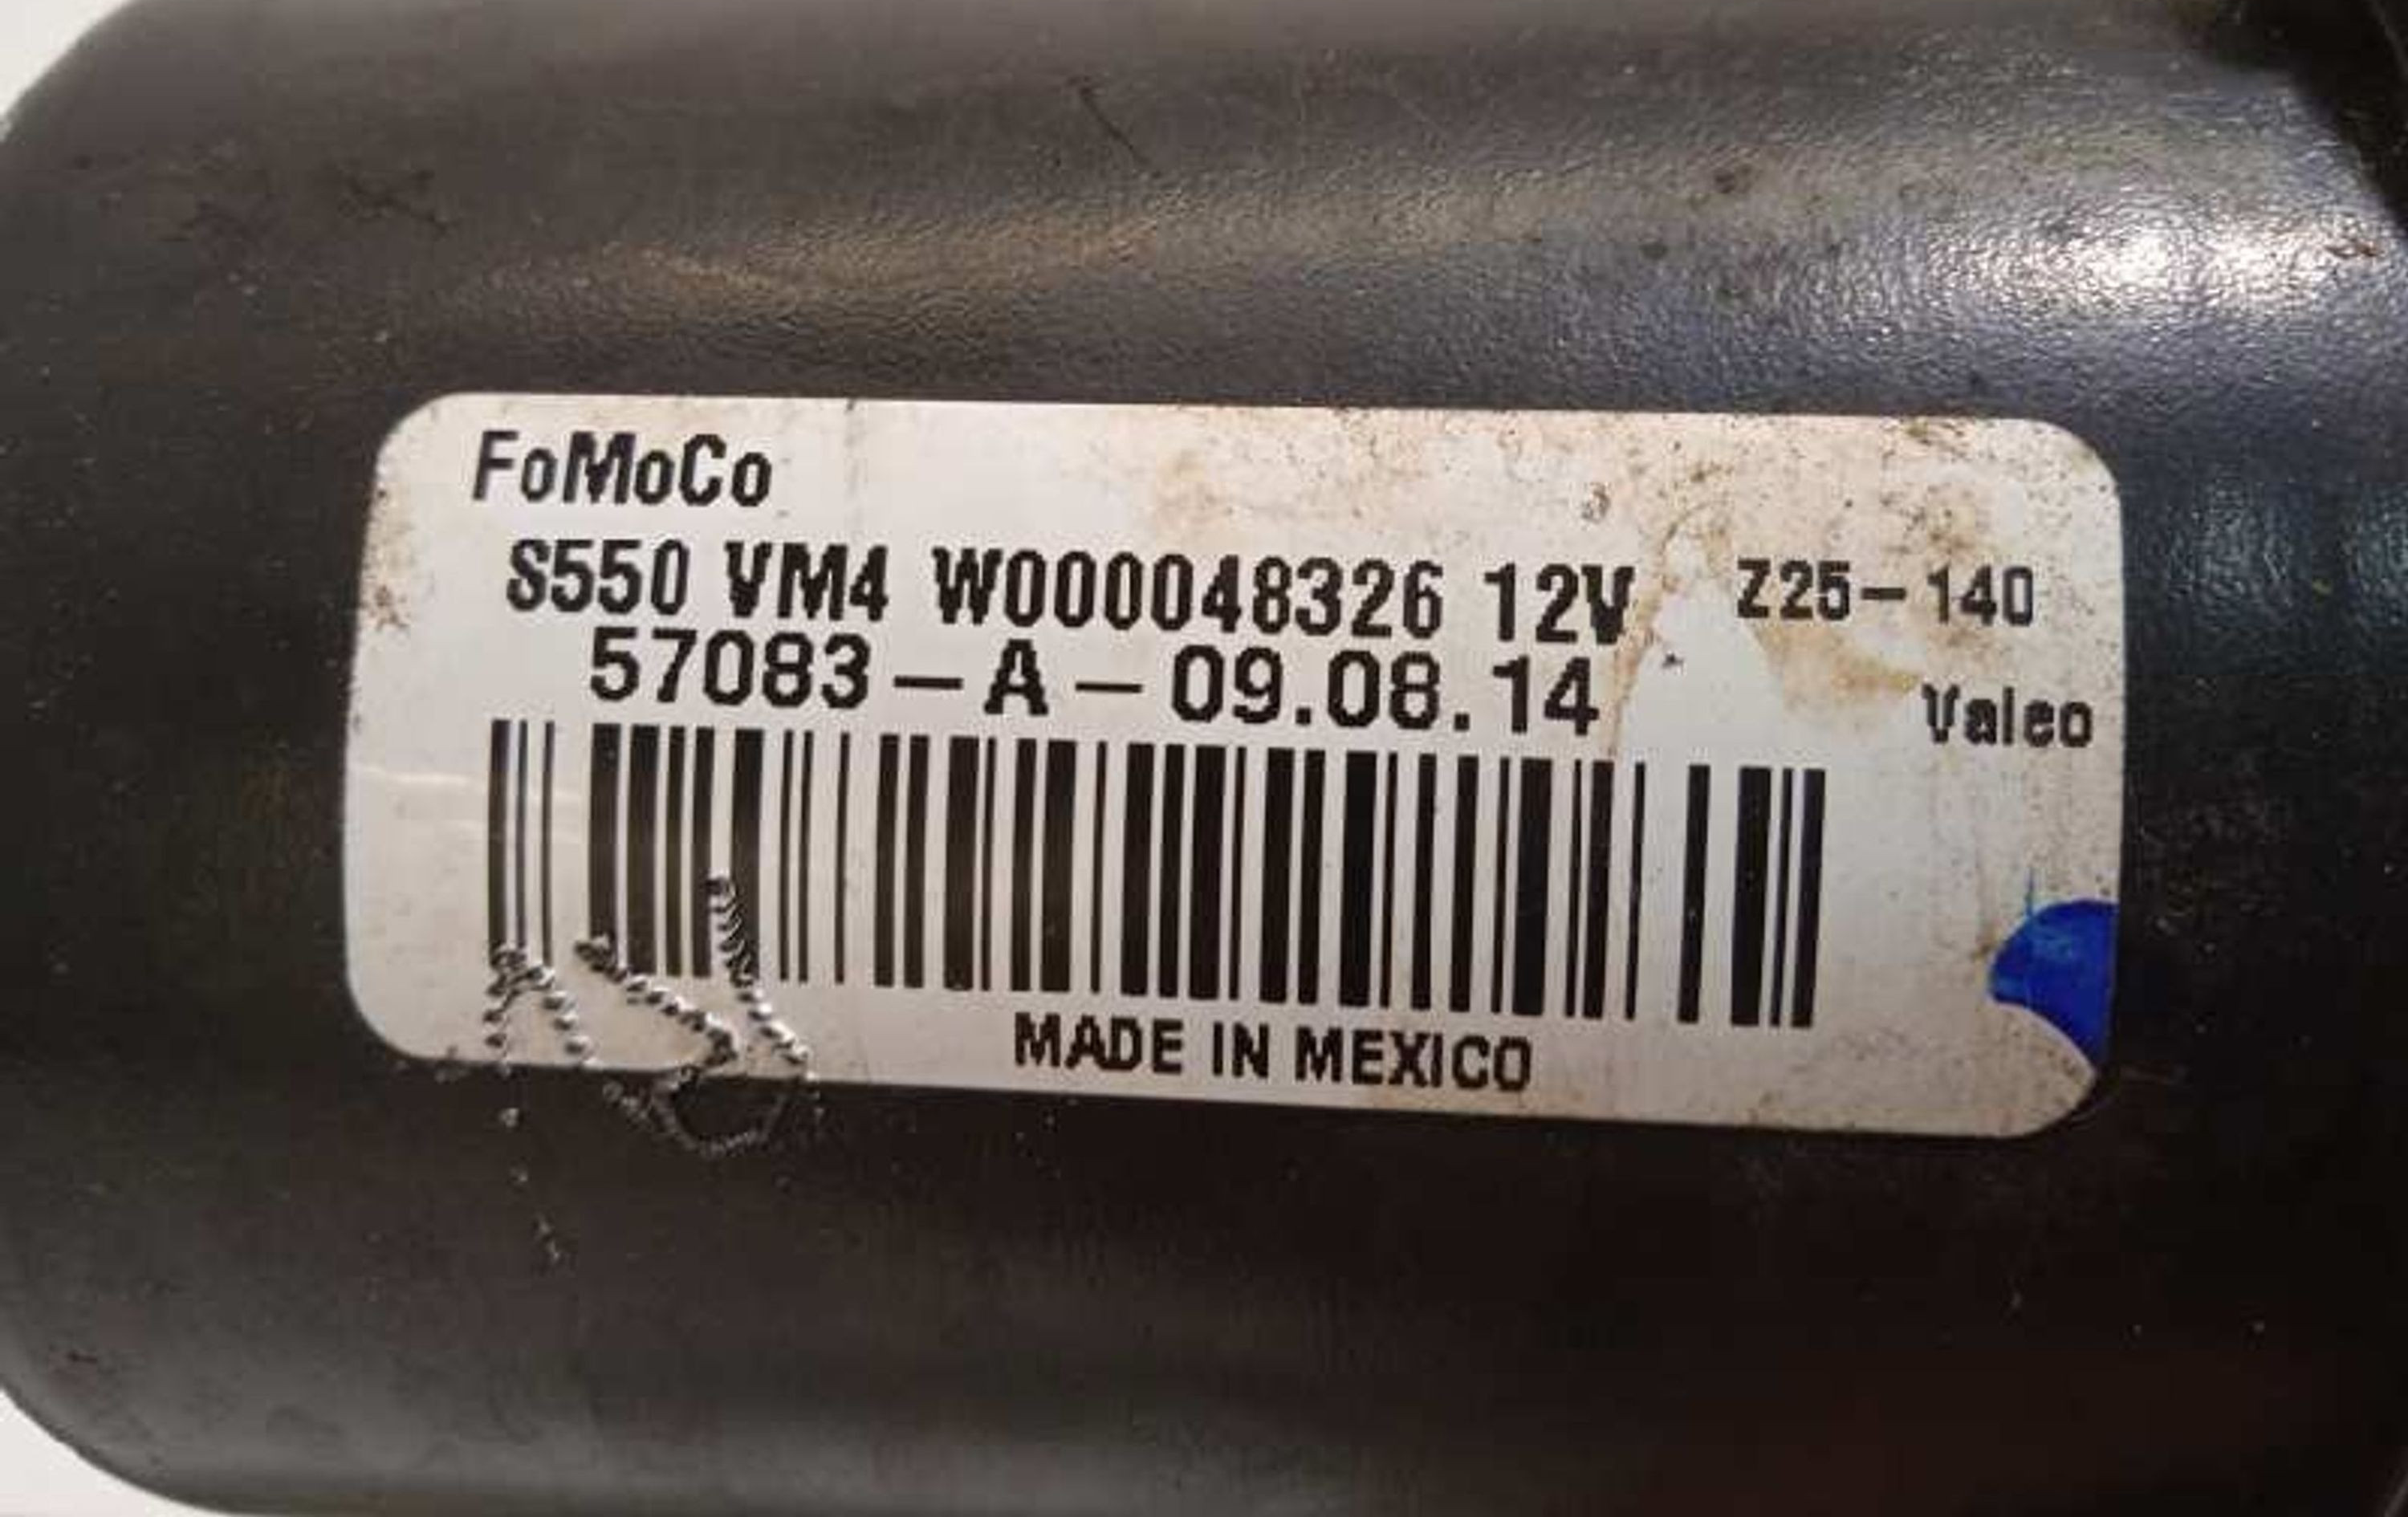 FoMoCo
S550 VM4 W000048326 12V Z25-140
57083-A-09.08.14
Valeo
MADE IN MEXICO